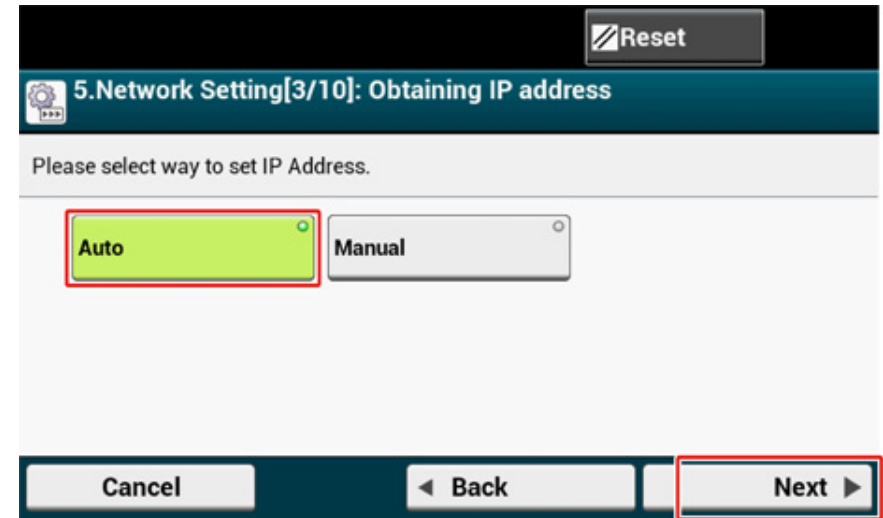 Reset
5.Network Setting[3/10]: Obtaining IP address
Please select way to set IP Address.
Auto
Manual
Cancel
Back
Next